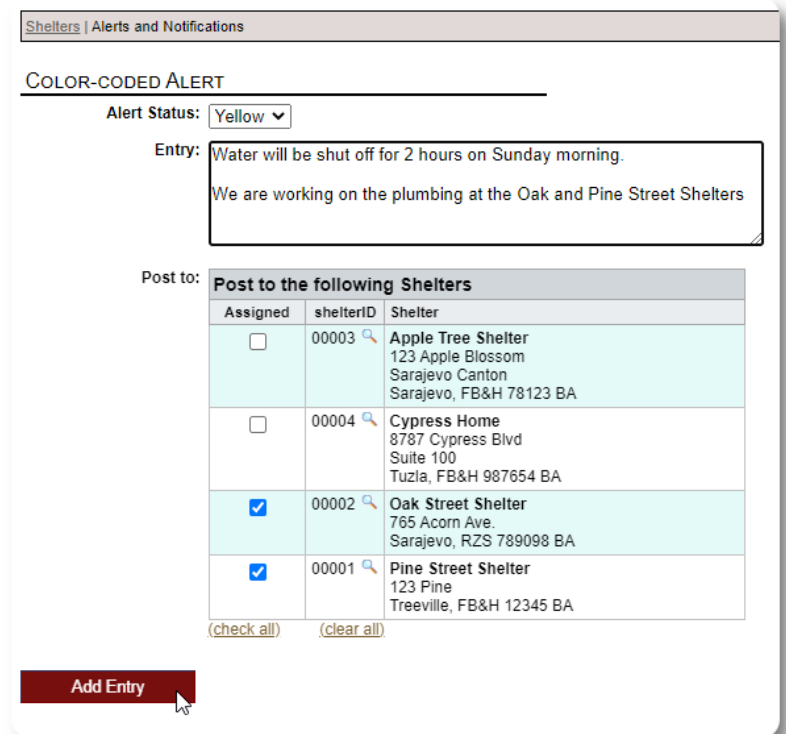 Shelters | Alerts and Notifications
COLOR-CODED ALERT
Alert Status: Yellow
Entry: Water will be shut off for 2 hours on Sunday morning.
We are working on the plumbing at the Oak and Pine Street Shelters
Post to: Post to the following Shelters
Assigned shelterID Shelter
00003 Apple Tree Shelter
123 Apple Blossom
Sarajevo Canton
Sarajevo, FB&H 78123 BA
00004 Cypress Home
8787 Cypress Blvd
Suite 100
Tuzla, FB&H 987654 BA
00002 Oak Street Shelter
765 Acorn Ave.
Sarajevo, RZS 789098 BA
00001 Pine Street Shelter
123 Pine
Treeville, FB&H 12345 BA
(check all) (clear all)
Add Entry